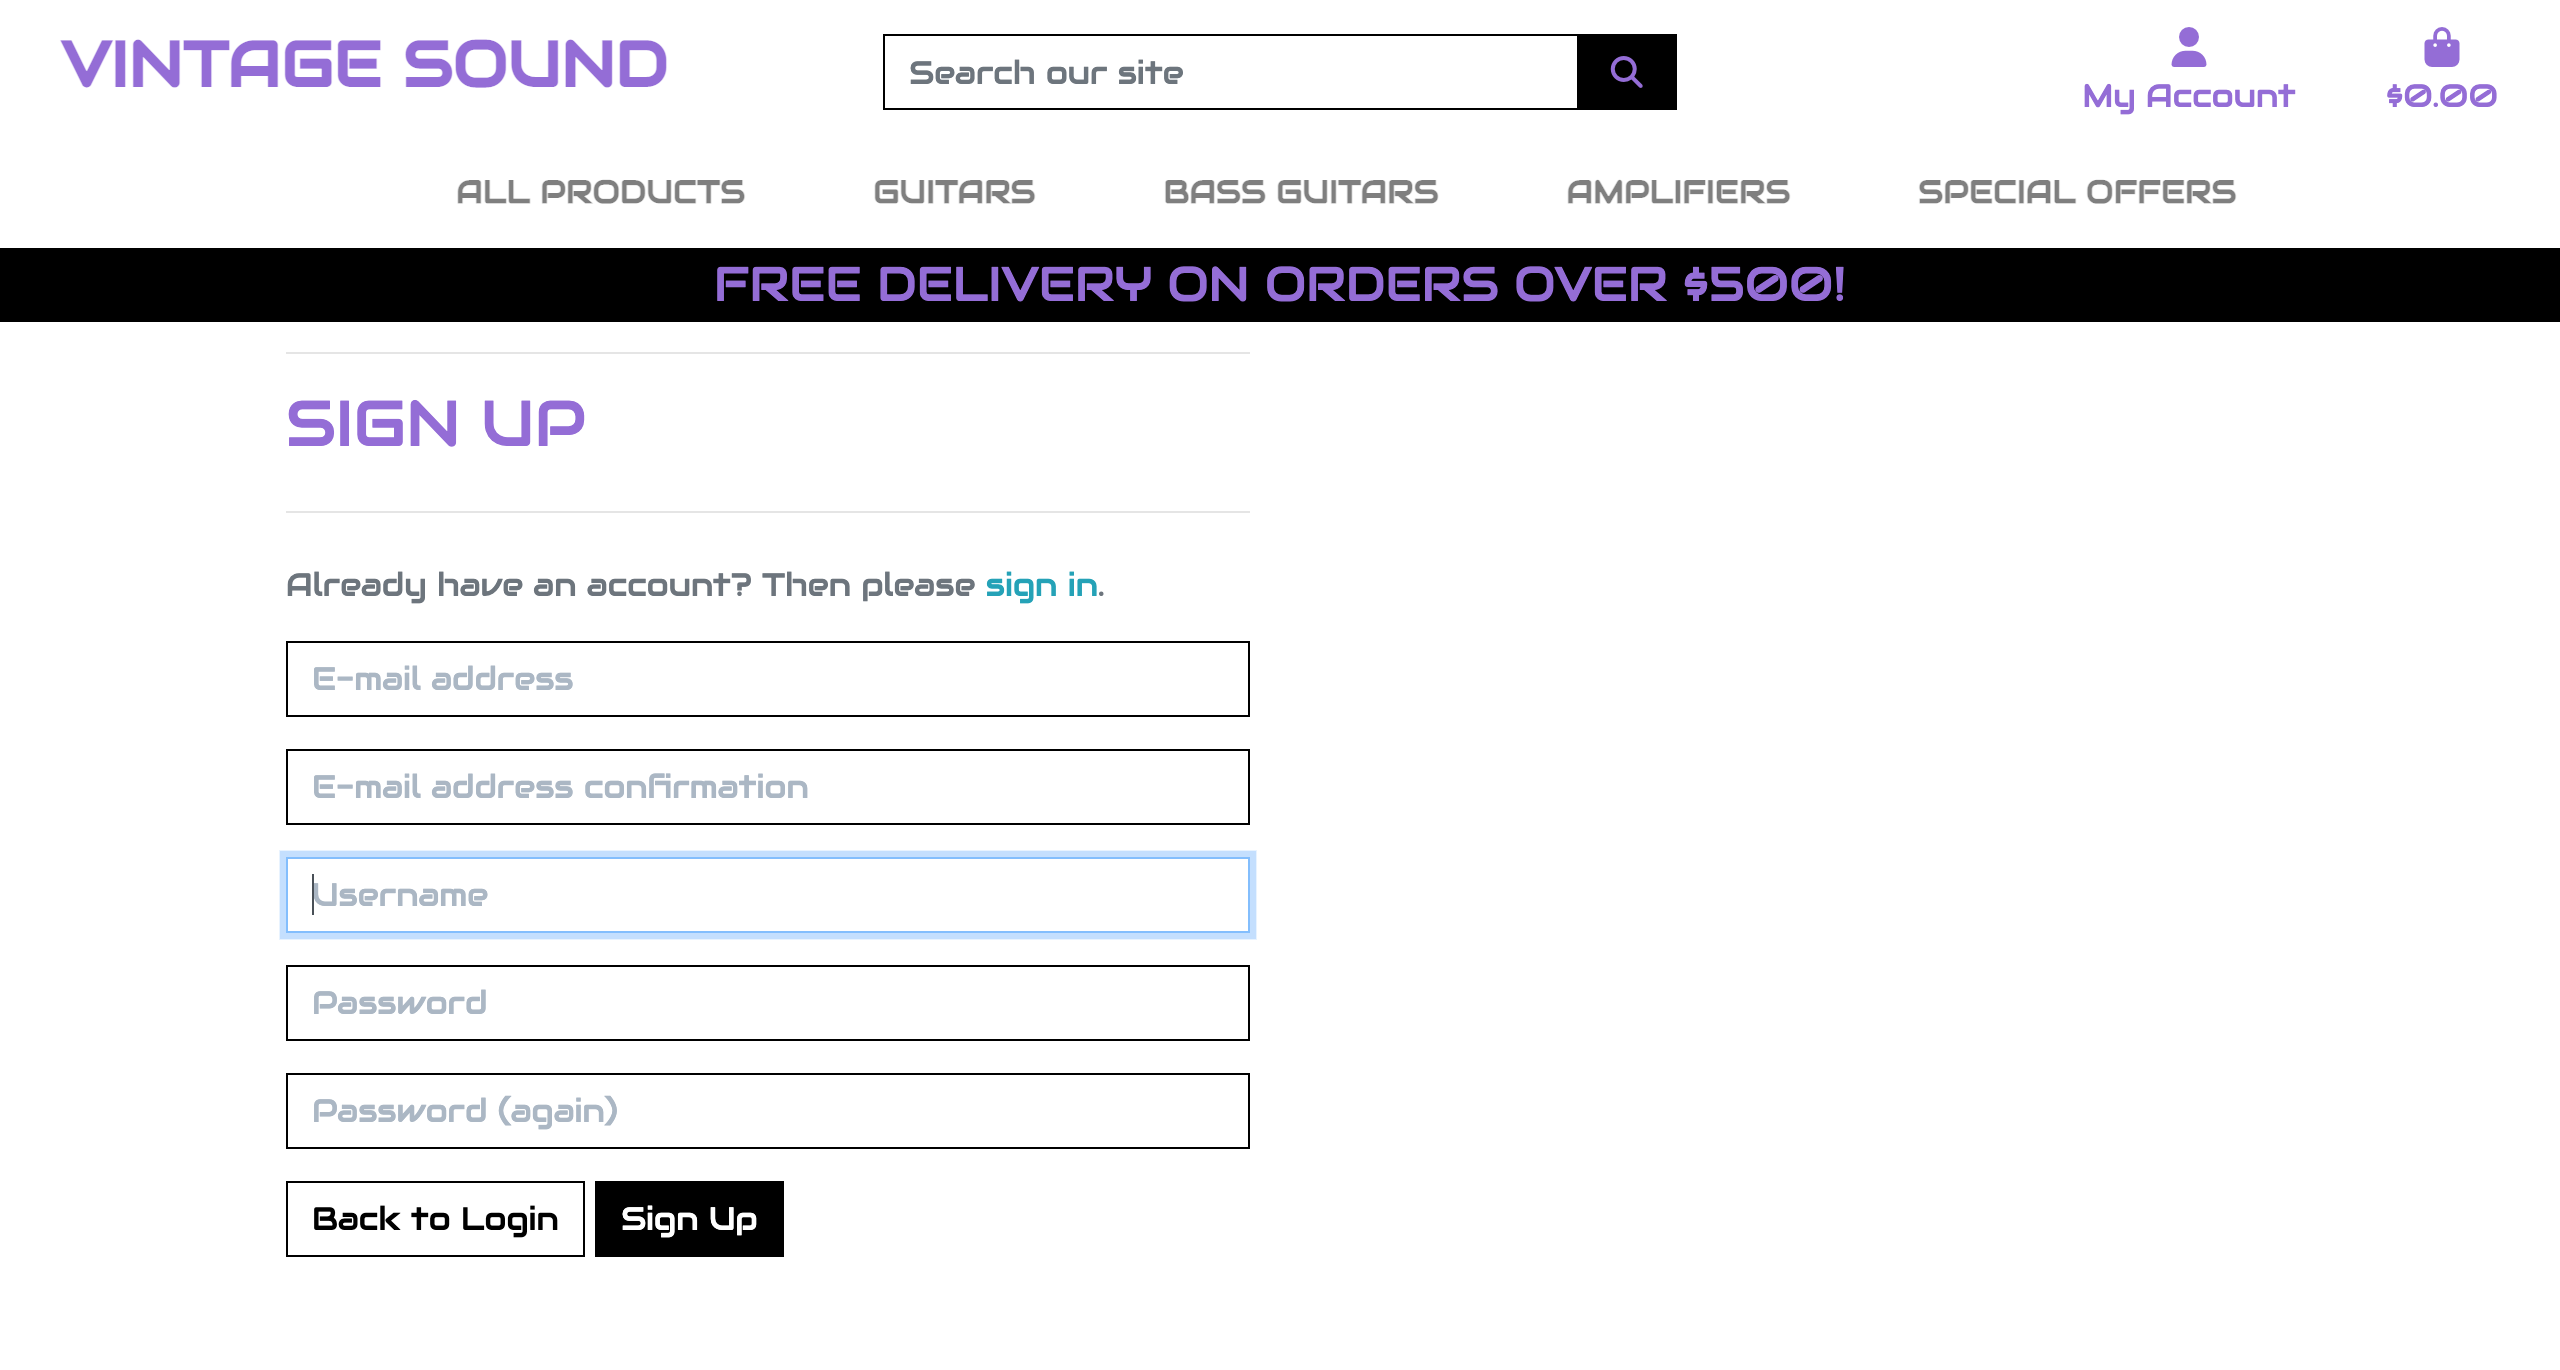 VINTAGE SOUND
Search our site
My Account
$0.00
ALL PRODUCTS
GUITARS
BASS GUITARS
AMPLIFIERS
SPECIAL OFFERS
FREE DELIVERY ON ORDERS OVER $500!
SIGN UP
Already have an account? Then please sign in.
E-mail address
E-mail address confirmation
Username
Password
Password (again)
Back to Login
Sign Up